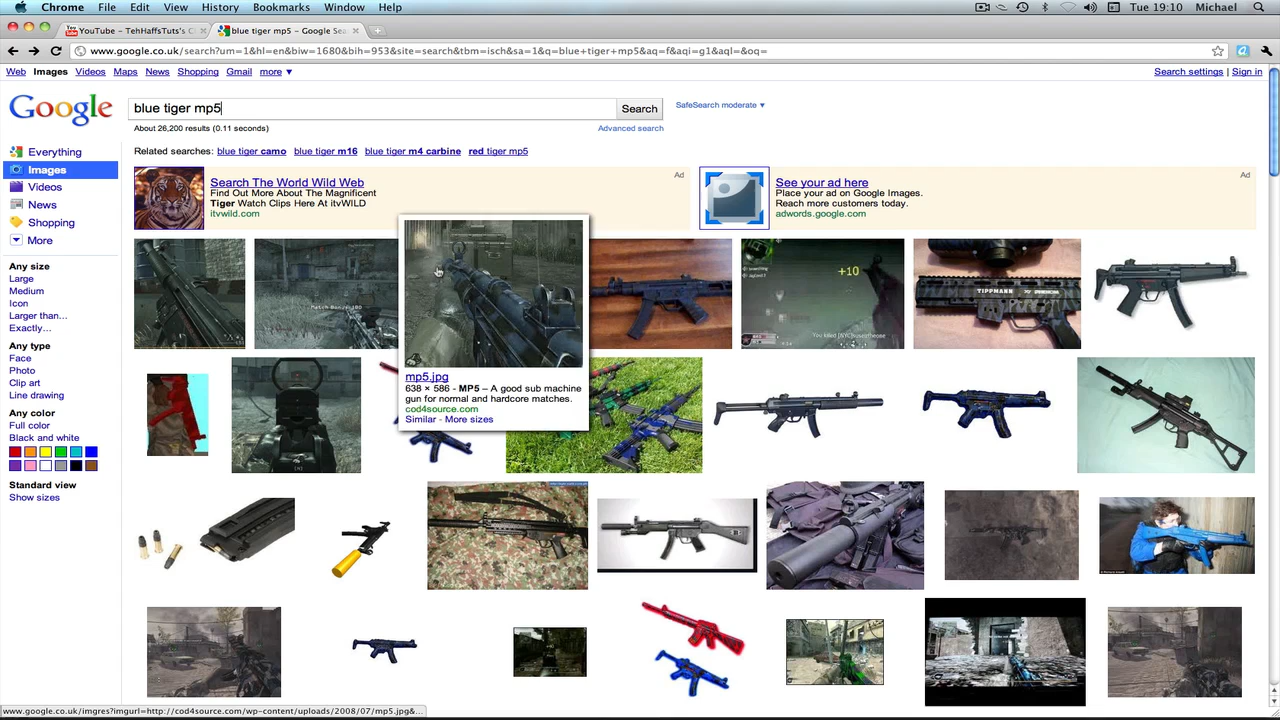 Chrome File Edit View History Bookmarks Window Help Tue 19:10 Michael
YouTube - TehHaffsTuts's C
blue tiger mp5 - Google Sea
www.google.co.uk/search?um=1&hl=en&biw=1680&bih=953&site=search&tbm=isch&sa=1&q=blue+tiger+mp5&aq=f&aqi=g1&aql=&oq=
Web Images Videos Maps News Shopping Gmail more ▼ Search settings | Sign in
Google
blue tiger mp5
Search
SafeSearch moderate ▼
About 26,200 results (0.11 seconds)
Advanced search
Related searches: blue tiger camo blue tiger m16 blue tiger m4 carbine red tiger mp5
Everything
Images
Videos
News
Shopping
More
Any size
Large
Medium
Icon
Larger than...
Exactly...
Any type
Face
Photo
Clip art
Line drawing
Any color
Full color
Black and white
Standard view
Show sizes
Search The World Wild Web
Ad
Find Out More About The Magnificent
Tiger Watch Clips Here At itvWILD
itvwild.com
See your ad here
Ad
Place your ad on Google Images.
Reach more customers today.
adwords.google.com
+10
TIPPMANN
mp5.jpg
638 × 586 - MP5 – A good sub machine
gun for normal and hardcore matches.
cod4source.com
Similar - More sizes
www.google.co.uk/imgres?imgurl=http://cod4source.com/wp-content/uploads/2008/07/mp5.jpg&...